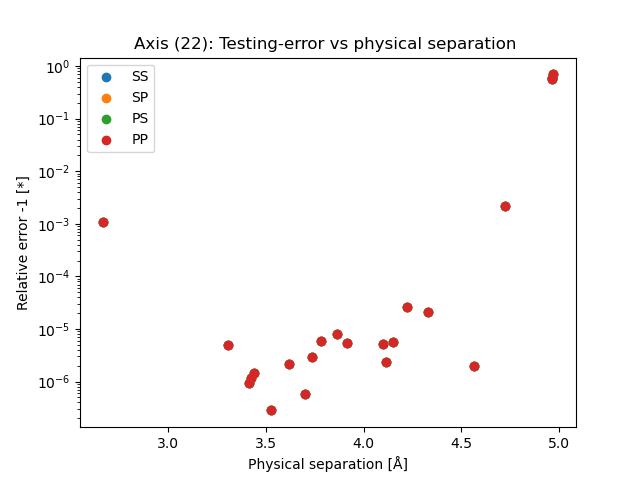 Axis (22): Testing-error vs physical separation
SS
SP
PS
PP
Relative error -1 [*]
10⁰
10⁻¹
10⁻²
10⁻³
10⁻⁴
10⁻⁵
10⁻⁶
3.0 3.5 4.0 4.5 5.0
Physical separation [Å]